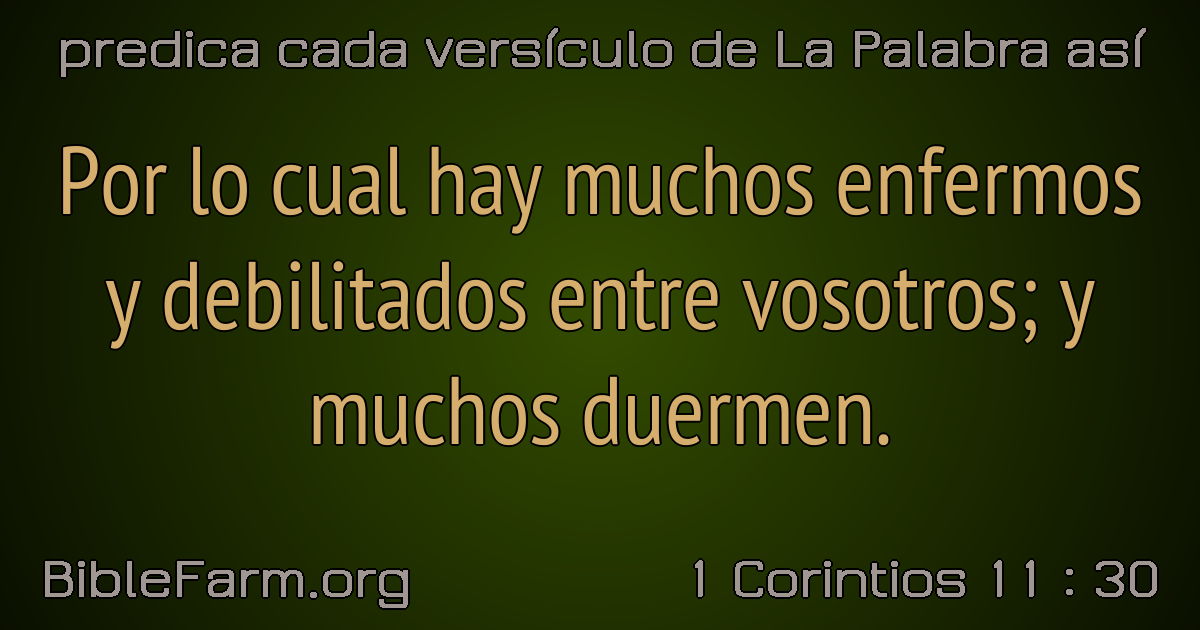 predica cada versículo de La Palabra así
Por lo cual hay muchos enfermos
y debilitados entre vosotros; y
muchos duermen.
BibleFarm.org
1 Corintios 11 : 30